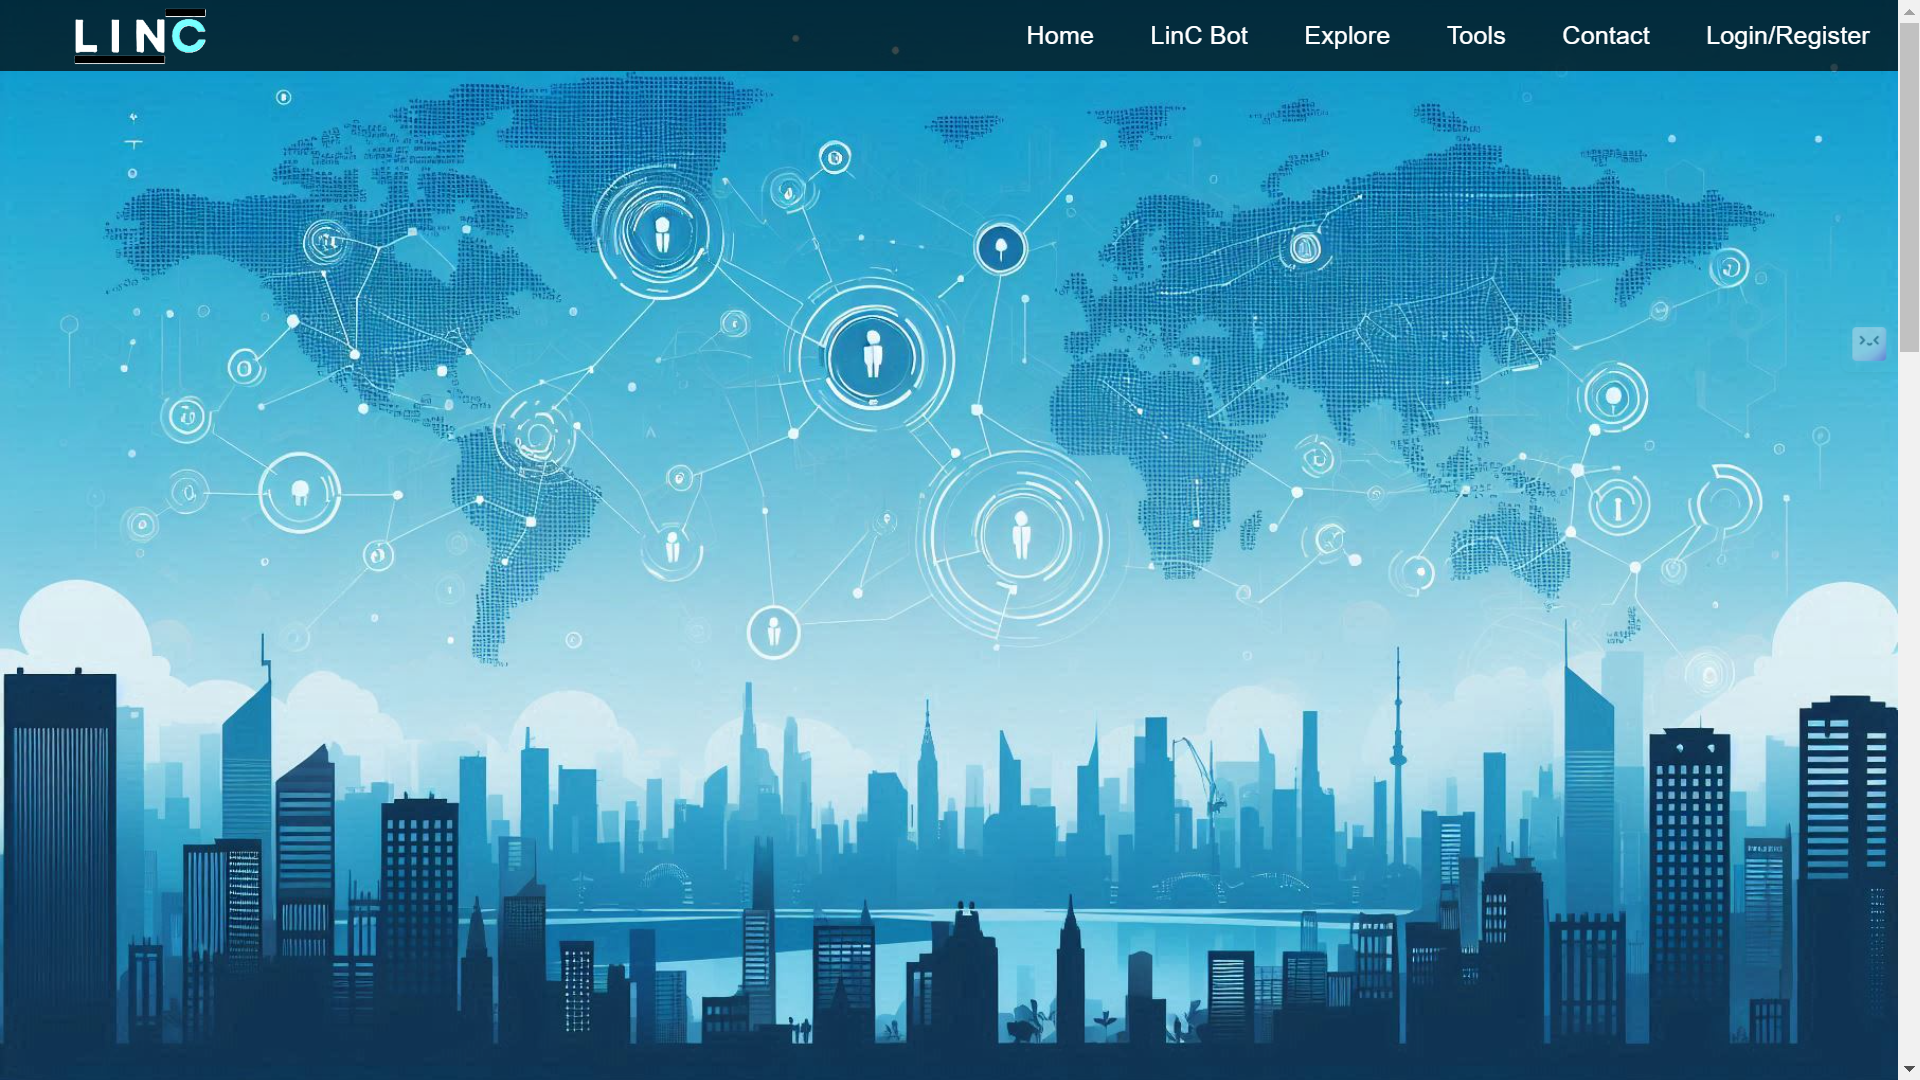 LINC
Home
LinC Bot
Explore
Tools
Contact
Login/Register